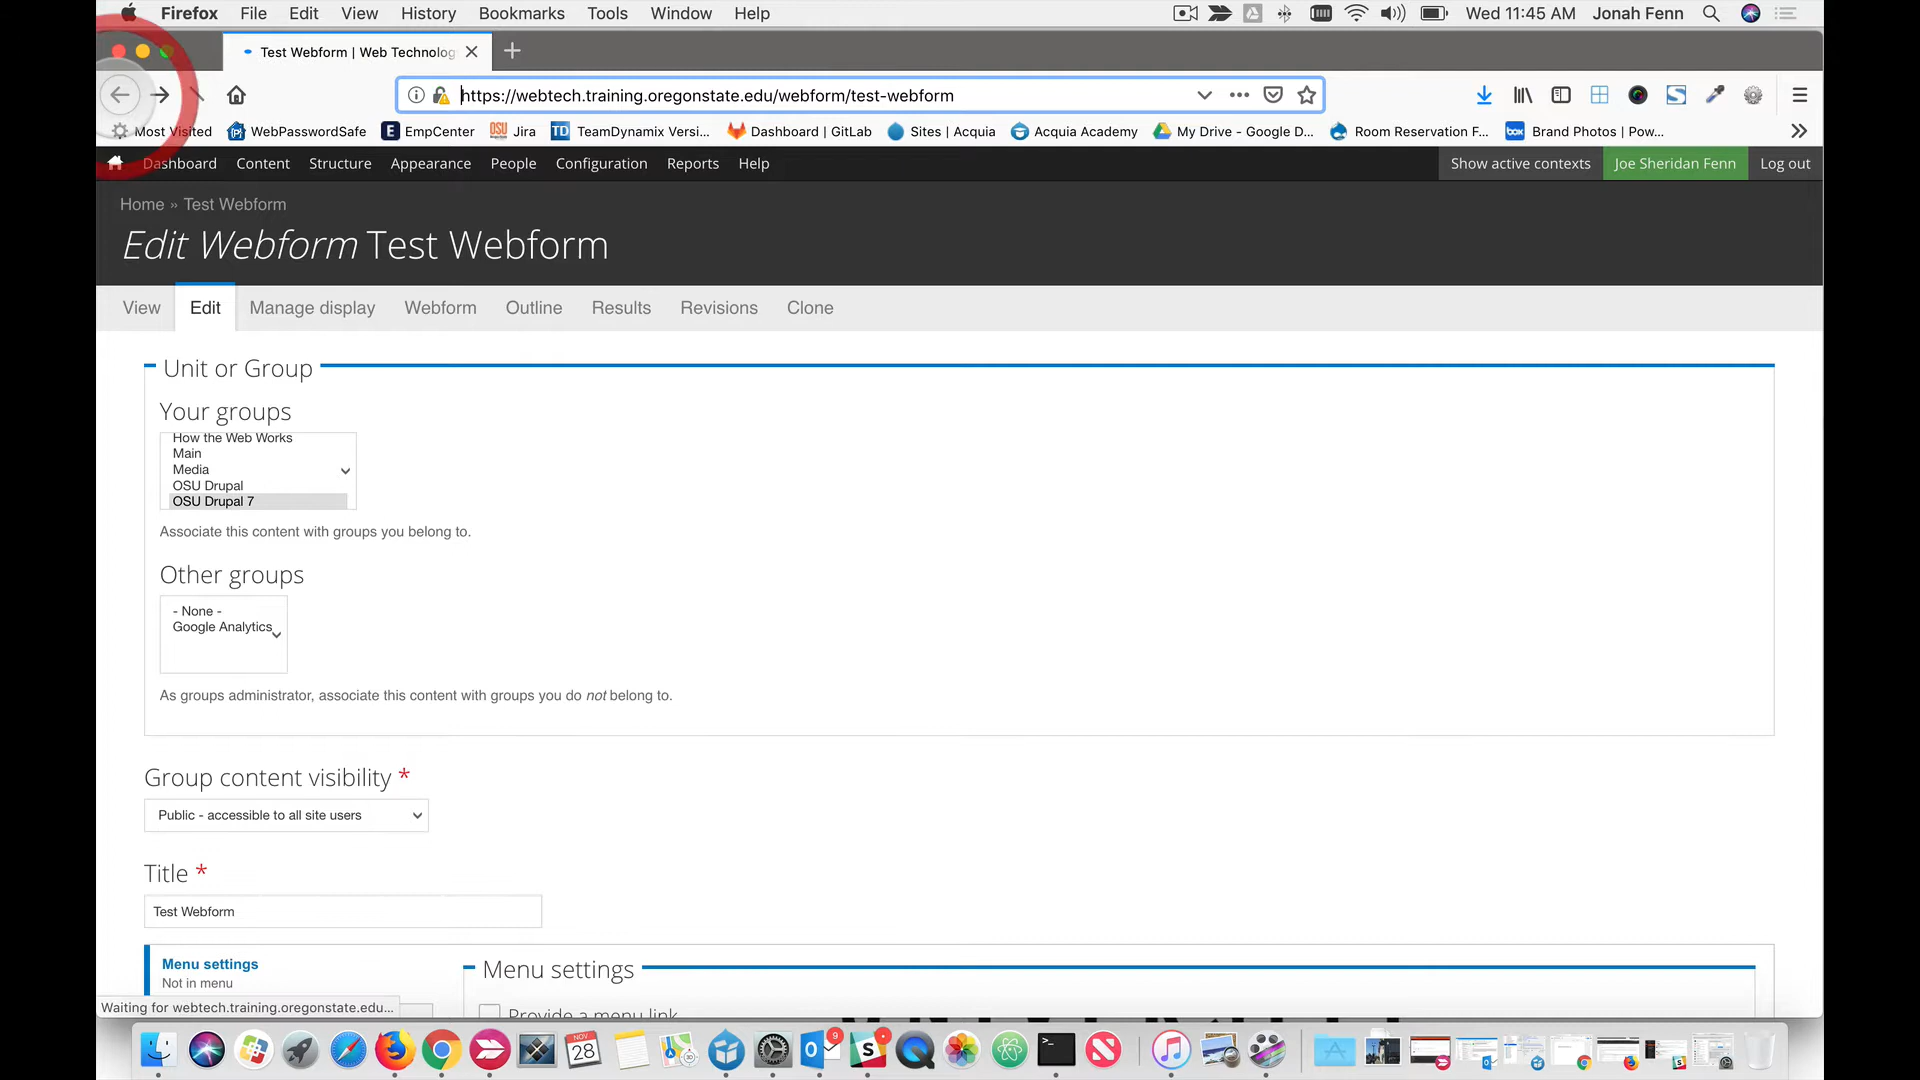 Firefox File Edit View History Bookmarks Tools Window Help Wed 11:45 AM Jonah Fenn
Test Webform | Web Technolog
https://webtech.training.oregonstate.edu/webform/test-webform
Most Visited WebPasswordSafe EmpCenter Jira TeamDynamix Versi... Dashboard | GitLab Sites | Acquia Acquia Academy My Drive - Google D... Room Reservation F... Brand Photos | Pow...
Dashboard Content Structure Appearance People Configuration Reports Help Show active contexts Joe Sheridan Fenn Log out
Home » Test Webform
Edit Webform Test Webform
View Edit Manage display Webform Outline Results Revisions Clone
Unit or Group
Your groups
How the Web Works
Main
Media
OSU Drupal
OSU Drupal 7
Associate this content with groups you belong to.
Other groups
- None -
Google Analytics
As groups administrator, associate this content with groups you do not belong to.
Group content visibility *
Public - accessible to all site users
Title *
Test Webform
Menu settings
Not in menu
Menu settings
Provide a menu link
Waiting for webtech.training.oregonstate.edu...